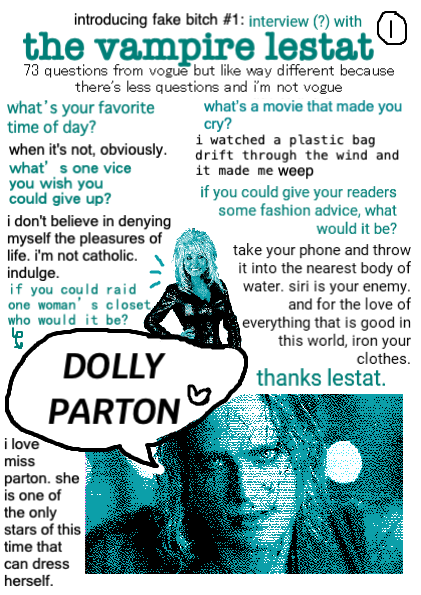 introducing fake bitch #1: interview (?) with
1
the vampire lestat
73 questions from vogue but like way different because
there's less questions and i'm not vogue
what's your favorite
time of day?
when it's not, obviously.
what's one vice
you wish you
could give up?
i don't believe in denying
myself the pleasures of
life. i'm not catholic.
indulge.
if you could raid
one woman's closet,
who would it be?
DOLLY
PARTON
i love
miss
parton. she
is one of
the only
stars of this
time that
can dress
herself.
what's a movie that made you
cry?
i watched a plastic bag
drift through the wind and
it made me weep
if you could give your readers
some fashion advice, what
would it be?
take your phone and throw
it into the nearest body of
water. siri is your enemy.
and for the love of
everything that is good in
this world, iron your
clothes.
thanks lestat.